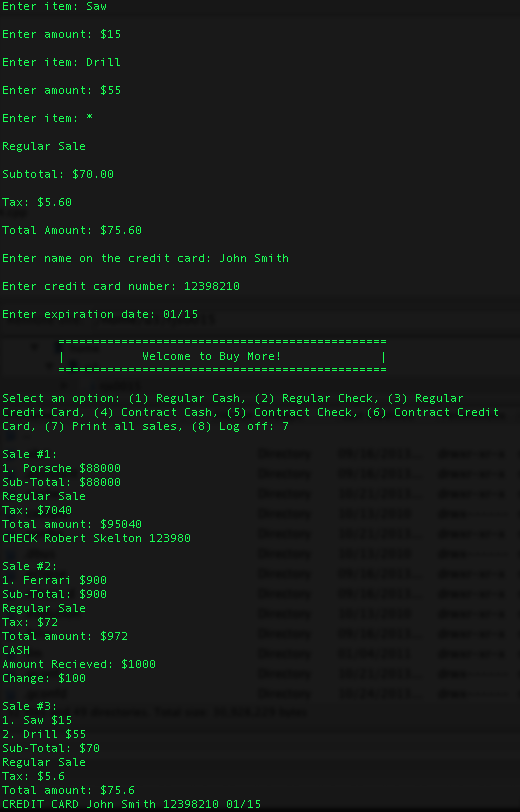 Enter item: Saw
Enter amount: $15
Enter item: Drill
Enter amount: $55
Enter item: *
Regular Sale
Subtotal: $70.00
Tax: $5.60
Total Amount: $75.60
Enter name on the credit card: John Smith
Enter credit card number: 12398210
Enter expiration date: 01/15
===============================================
| Welcome to Buy More! |
===============================================
Select an option: (1) Regular Cash, (2) Regular Check, (3) Regular
Credit Card, (4) Contract Cash, (5) Contract Check, (6) Contract Credit
Card, (7) Print all sales, (8) Log off: 7
Sale #1:
1. Porsche $88000
Sub-Total: $88000
Regular Sale
Tax: $7040
Total amount: $95040
CHECK Robert Skelton 123980
Sale #2:
1. Ferrari $900
Sub-Total: $900
Regular Sale
Tax: $72
Total amount: $972
CASH
Amount Recieved: $1000
Change: $100
Sale #3:
1. Saw $15
2. Drill $55
Sub-Total: $70
Regular Sale
Tax: $5.6
Total amount: $75.6
CREDIT CARD John Smith 12398210 01/15